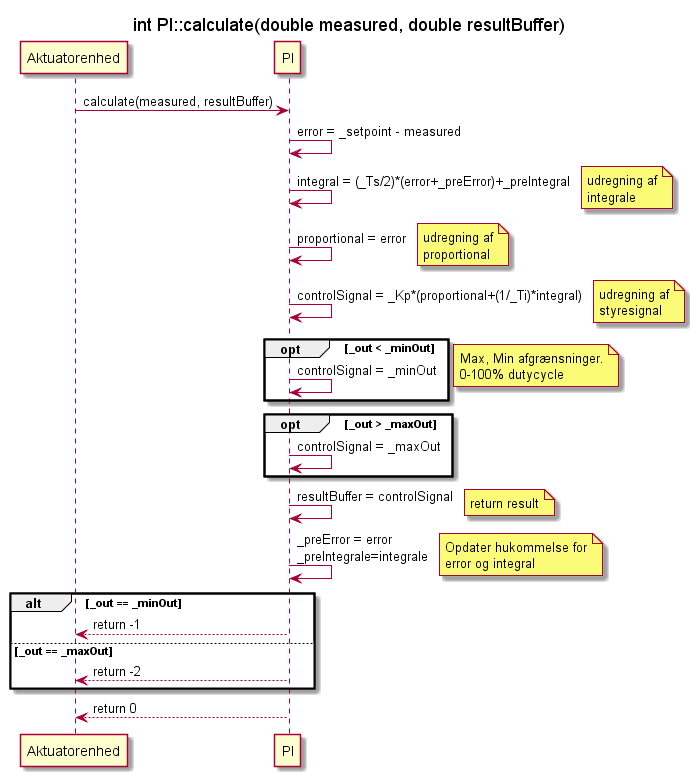 int PI::calculate(double measured, double resultBuffer)
Aktuatorenhed
PI
calculate(measured, resultBuffer)
error = _setpoint - measured
integral = (_Ts/2)*(error+_preError)+_preIntegral
udregning af
integrale
proportional = error
udregning af
proportional
controlSignal = _Kp*(proportional+(1/_Ti)*integral)
udregning af
styresignal
opt
[_out < _minOut]
controlSignal = _minOut
Max, Min afgrænsninger.
0-100% dutycycle
opt
[_out > _maxOut]
controlSignal = _maxOut
resultBuffer = controlSignal
return result
_preError = error
_preIntegrale=integrale
Opdater hukommelse for
error og integral
alt
[_out == _minOut]
return -1
[_out == _maxOut]
return -2
return 0
Aktuatorenhed
PI